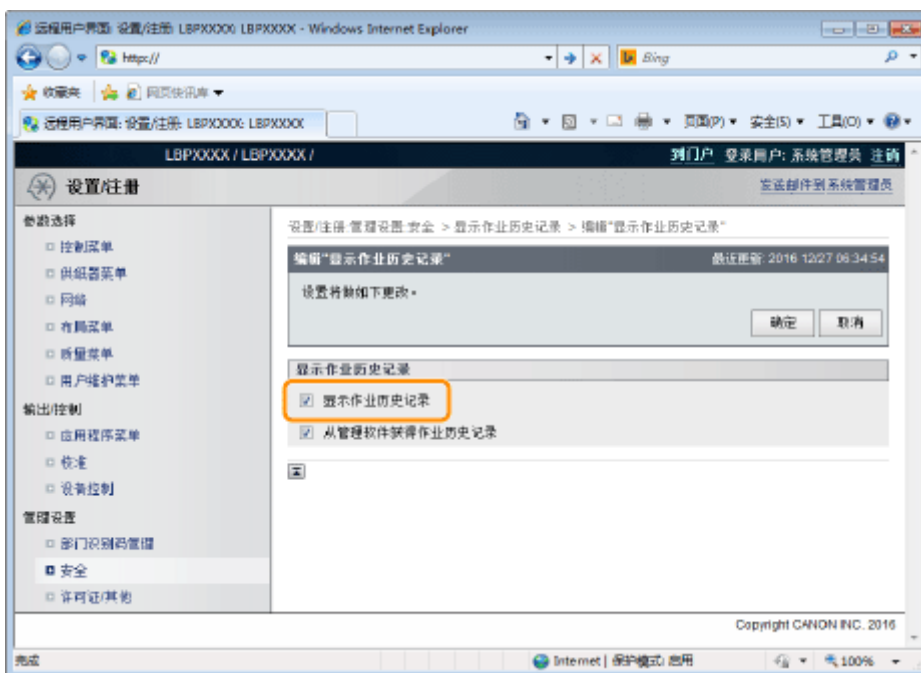 远程用户界面: 设置/注册: LBPXXXX: LBPXXXX - Windows Internet Explorer
http://
Bing
收藏夹 网页快讯库
远程用户界面: 设置/注册: LBPXXXX: LBPXXXX
页面(P) 安全(S) 工具(O)
LBPXXXX / LBPXXXX /
到门户 登录用户: 系统管理员 注销
设置/注册
发送邮件到系统管理员
参数选择
控制菜单
供纸器菜单
网络
布局菜单
质量菜单
用户维护菜单
输出/控制
应用程序菜单
校准
设备控制
管理设置
部门识别码管理
安全
许可证/其他
设置/注册:管理设置:安全 > 显示作业历史记录 > 编辑"显示作业历史记录"
编辑"显示作业历史记录"
最近更新: 2016 12/27 06:34:54
设置将做如下更改。
确定 取消
显示作业历史记录
显示作业历史记录
从管理软件获得作业历史记录
Copyright CANON INC. 2016
完成
Internet | 保护模式: 启用
100%